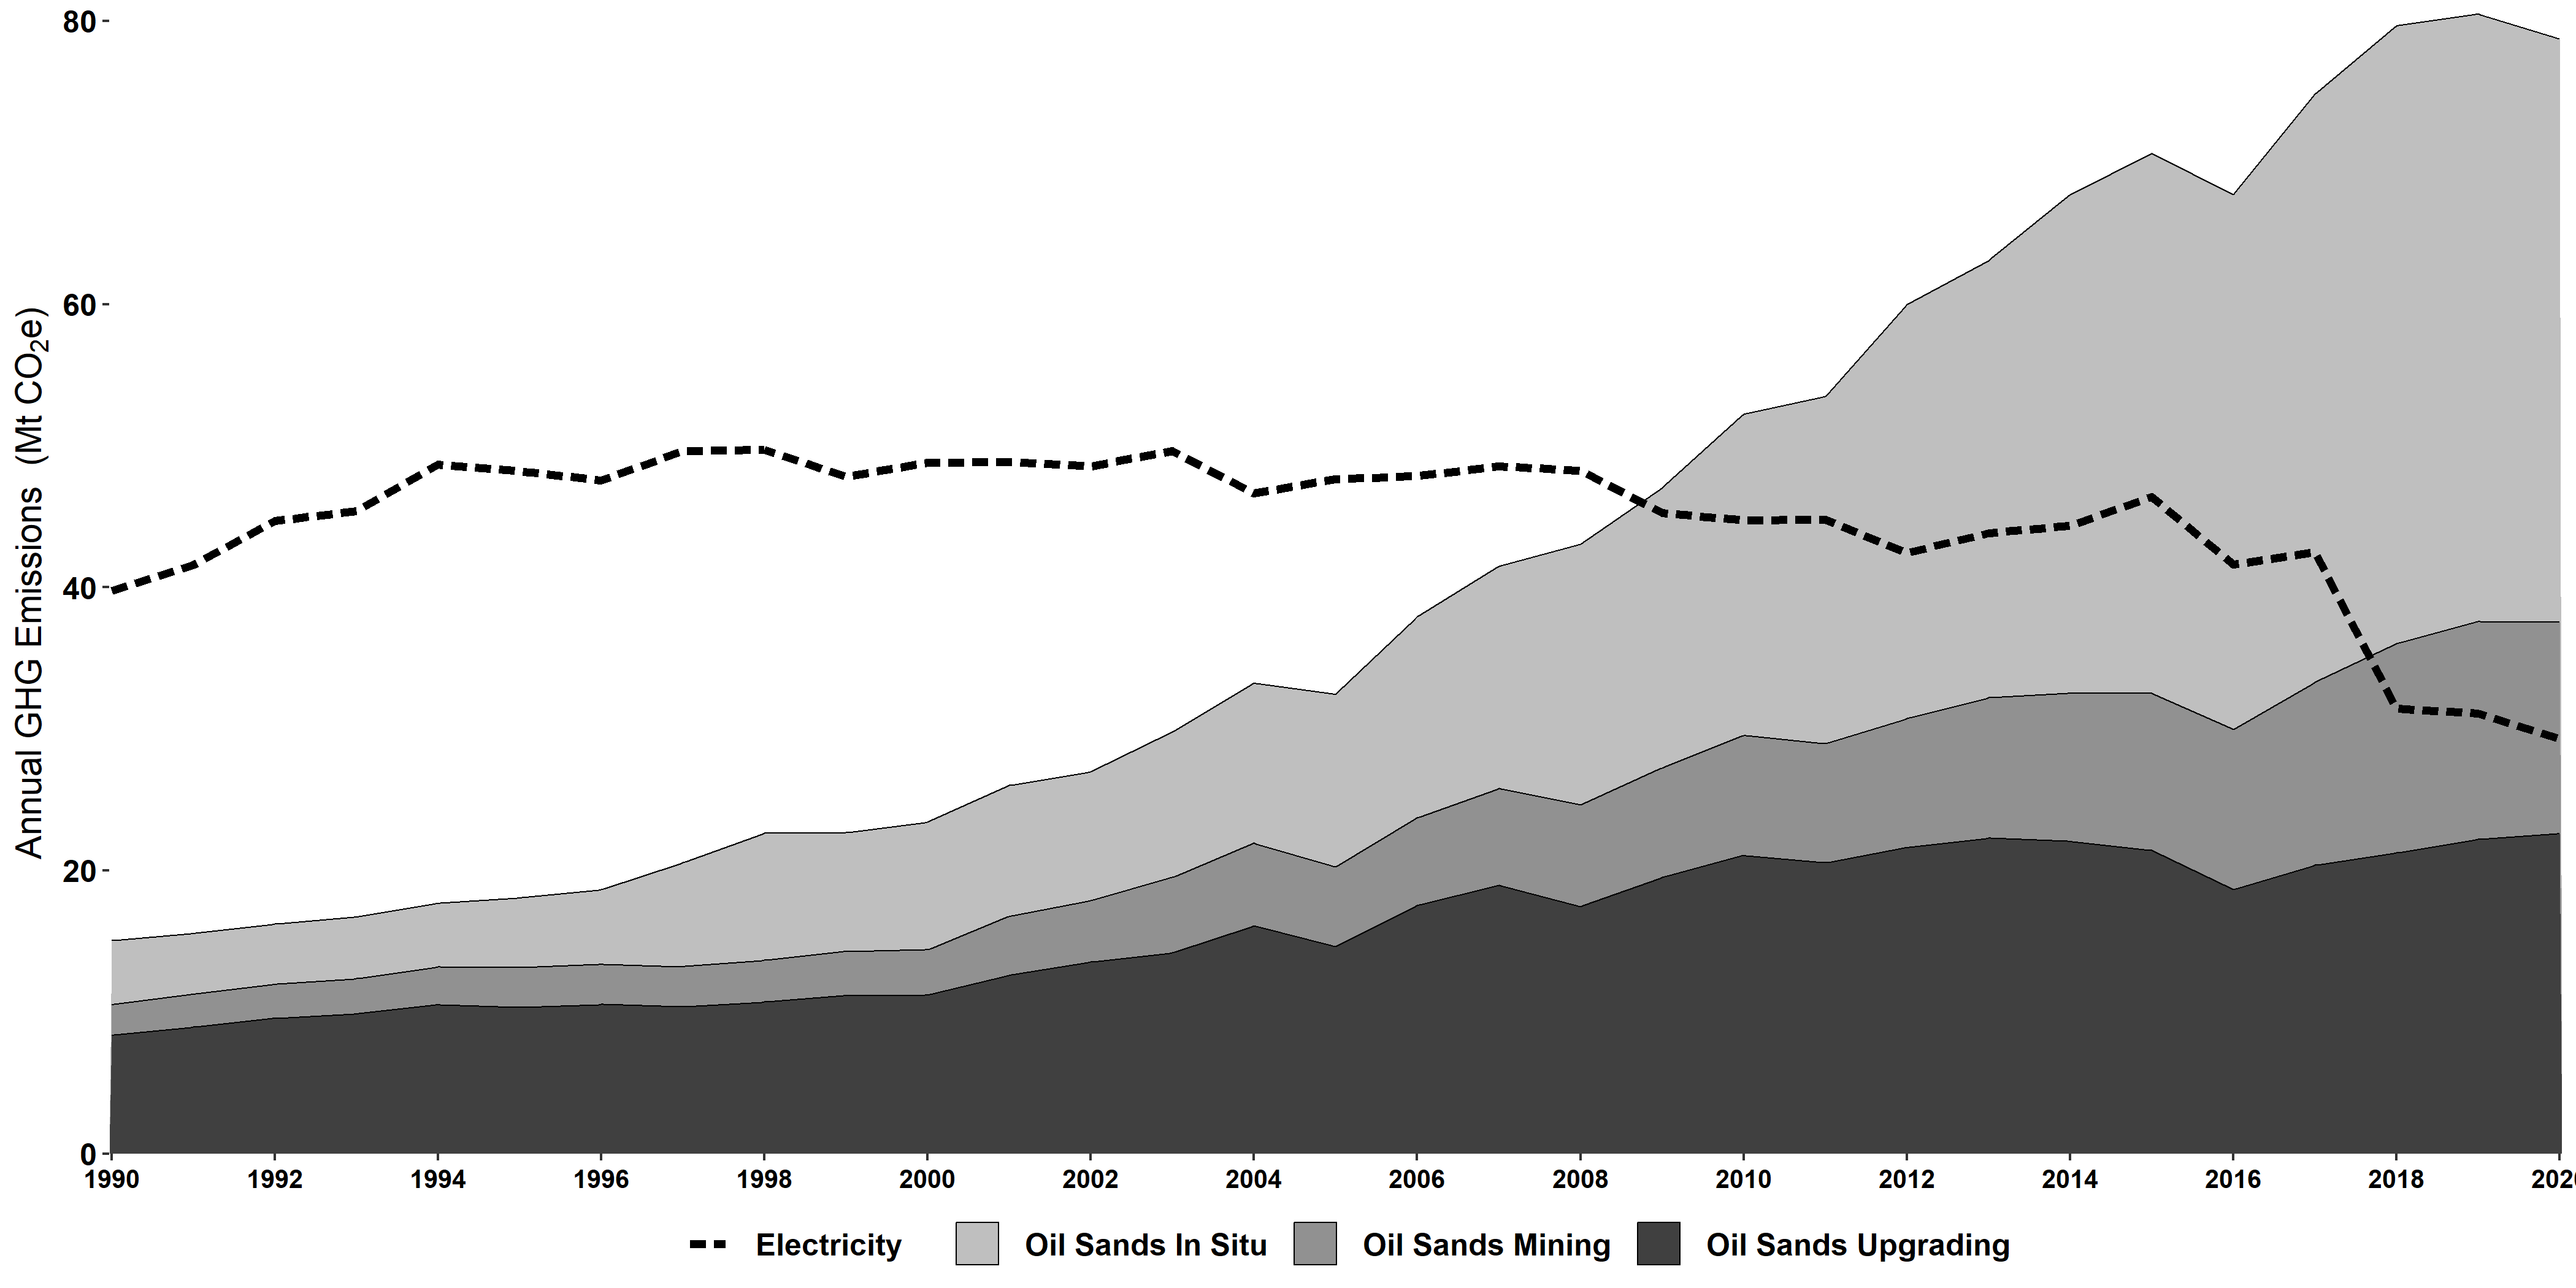 Annual GHG Emissions (Mt CO₂e)
80
60
40
20
0
1990 1992 1994 1996 1998 2000 2002 2004 2006 2008 2010 2012 2014 2016 2018 202
Electricity Oil Sands In Situ Oil Sands Mining Oil Sands Upgrading